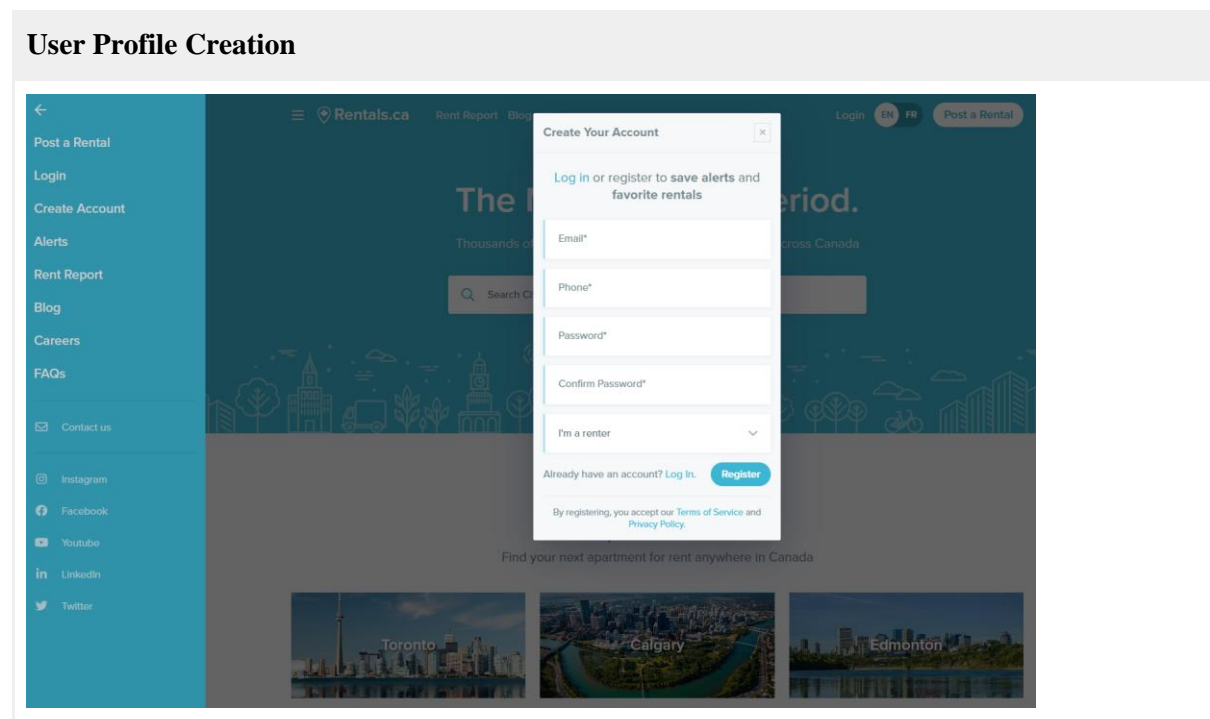 User Profile Creation
Post a Rental
Login
Create Account
Alerts
Rent Report
Blog
Careers
FAQs
Contact us
Instagram
Facebook
Youtube
LinkedIn
Twitter
Rentals.ca
Rent Report Blog
Login EN FR Post a Rental
The
eriod.
Thousands of
cross Canada
Search
Create Your Account
Log in or register to save alerts and
favorite rentals
Email*
Phone*
Password*
Confirm Password*
I'm a renter
Already have an account? Log In. Register
By registering, you accept our Terms of Service and
Privacy Policy.
Find your next apartment for rent anywhere in Canada
Toronto
Calgary
Edmonton